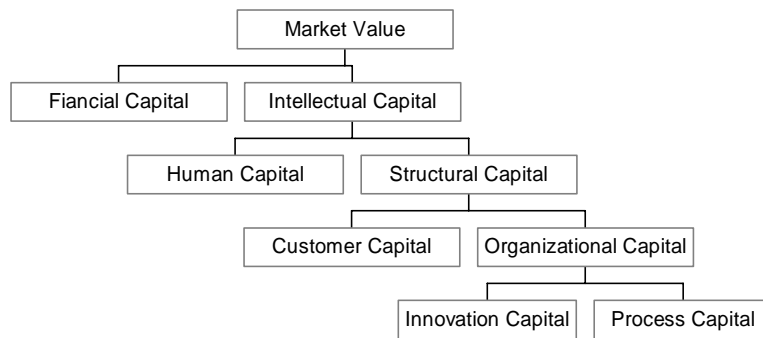 Market Value
Fiancial Capital
Intellectual Capital
Human Capital
Structural Capital
Customer Capital
Organizational Capital
Innovation Capital
Process Capital